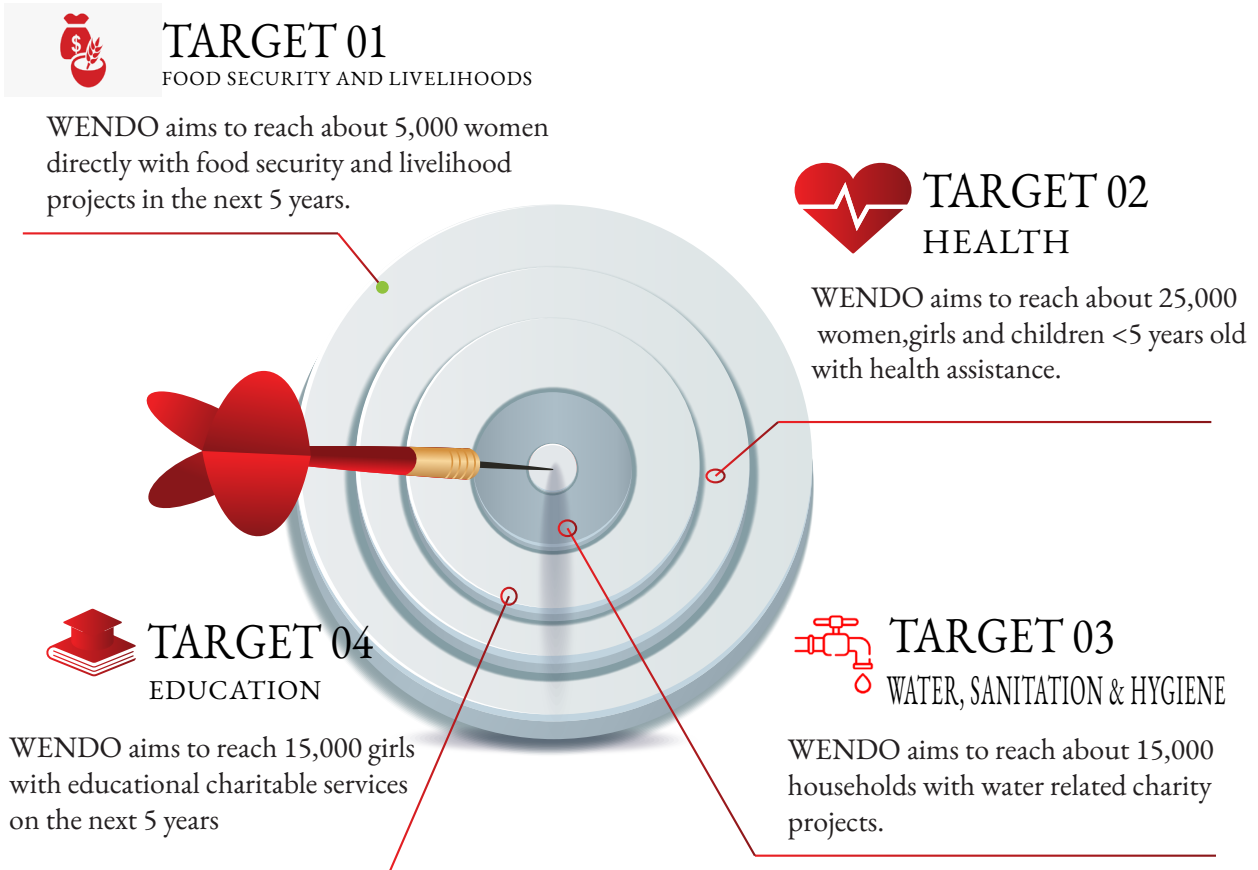 TARGET 01
FOOD SECURITY AND LIVELIHOODS
WENDO aims to reach about 5,000 women
directly with food security and livelihood
projects in the next 5 years.
TARGET 02
HEALTH
WENDO aims to reach about 25,000
women,girls and children <5 years old
with health assistance.
TARGET 04
EDUCATION
WENDO aims to reach 15,000 girls
with educational charitable services
on the next 5 years
TARGET 03
WATER, SANITATION & HYGIENE
WENDO aims to reach about 15,000
households with water related charity
projects.
$